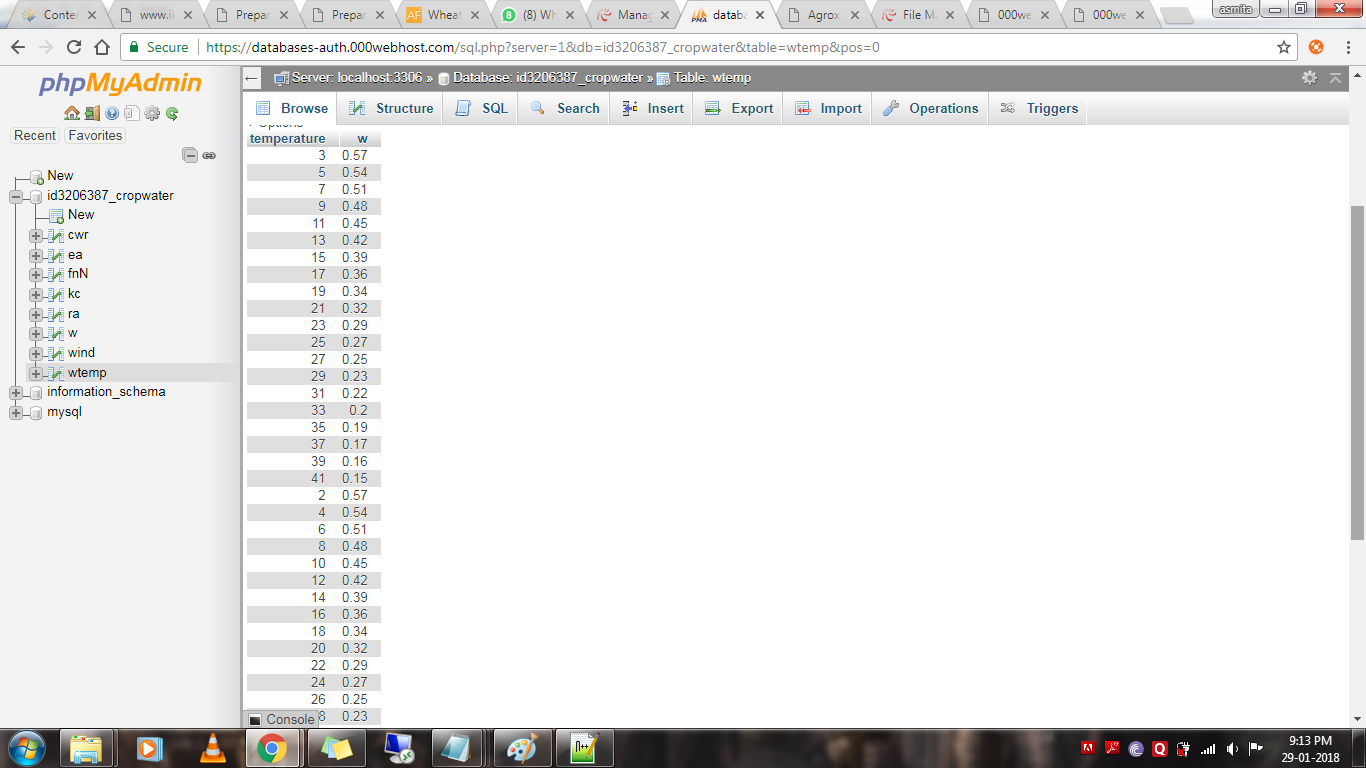 Conter
www.il
Prepar
Prepar
Wheat
(8) Wh
Manag
datab
Agrox
File M
000we
000we
asmita
Secure https://databases-auth.000webhost.com/sql.php?server=1&db=id3206387_cropwater&table=wtemp&pos=0
phpMyAdmin
Recent Favorites
New
id3206387_cropwater
New
cwr
ea
fnN
kc
ra
w
wind
wtemp
information_schema
mysql
Server: localhost:3306 » Database: id3206387_cropwater » Table: wtemp
Browse Structure SQL Search Insert Export Import Operations Triggers
+ Options
temperature w
3 0.57
5 0.54
7 0.51
9 0.48
11 0.45
13 0.42
15 0.39
17 0.36
19 0.34
21 0.32
23 0.29
25 0.27
27 0.25
29 0.23
31 0.22
33 0.2
35 0.19
37 0.17
39 0.16
41 0.15
2 0.57
4 0.54
6 0.51
8 0.48
10 0.45
12 0.42
14 0.39
16 0.36
18 0.34
20 0.32
22 0.29
24 0.27
26 0.25
8 0.23
Console
9:13 PM
29-01-2018